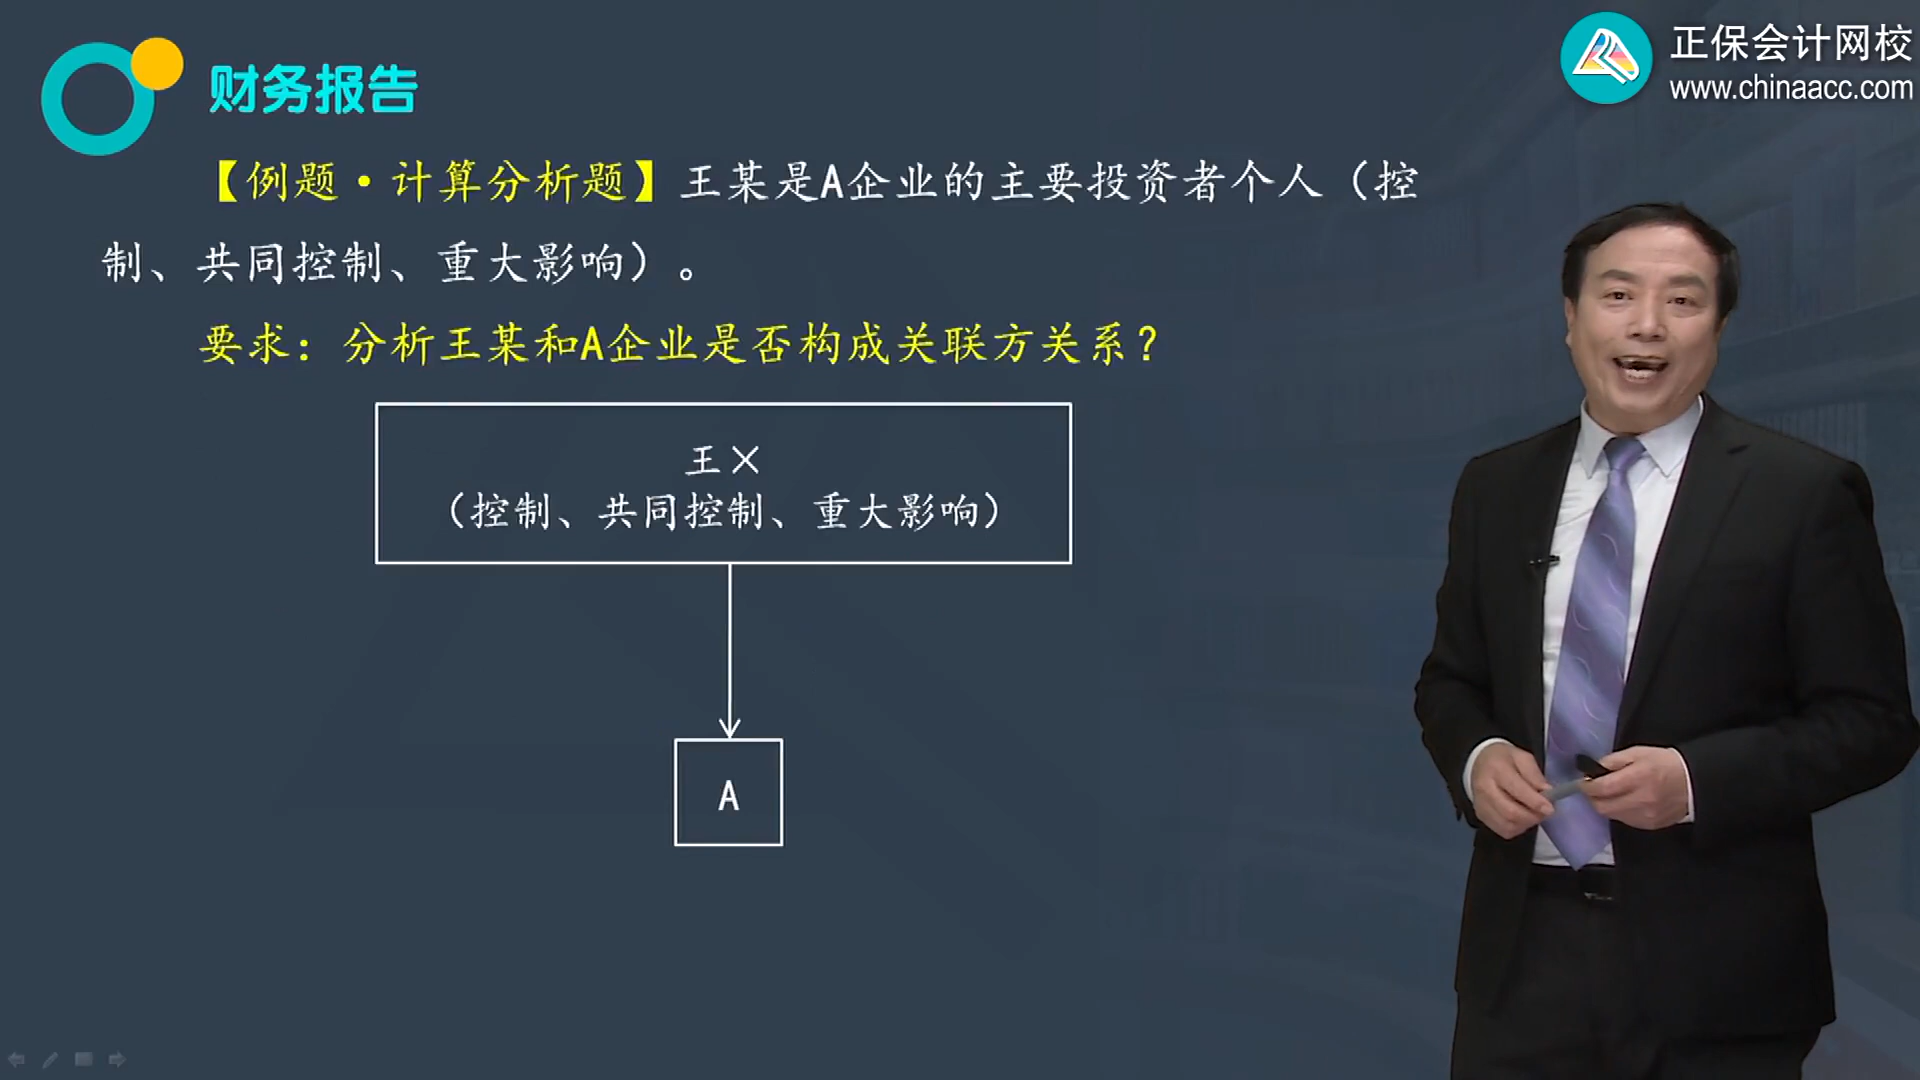 正保会计网校
www.chinaacc.com
财务报告
【例题·计算分析题】王某是A企业的主要投资者个人（控
制、共同控制、重大影响）。
要求：分析王某和A企业是否构成关联方关系？
王×
（控制、共同控制、重大影响）
A